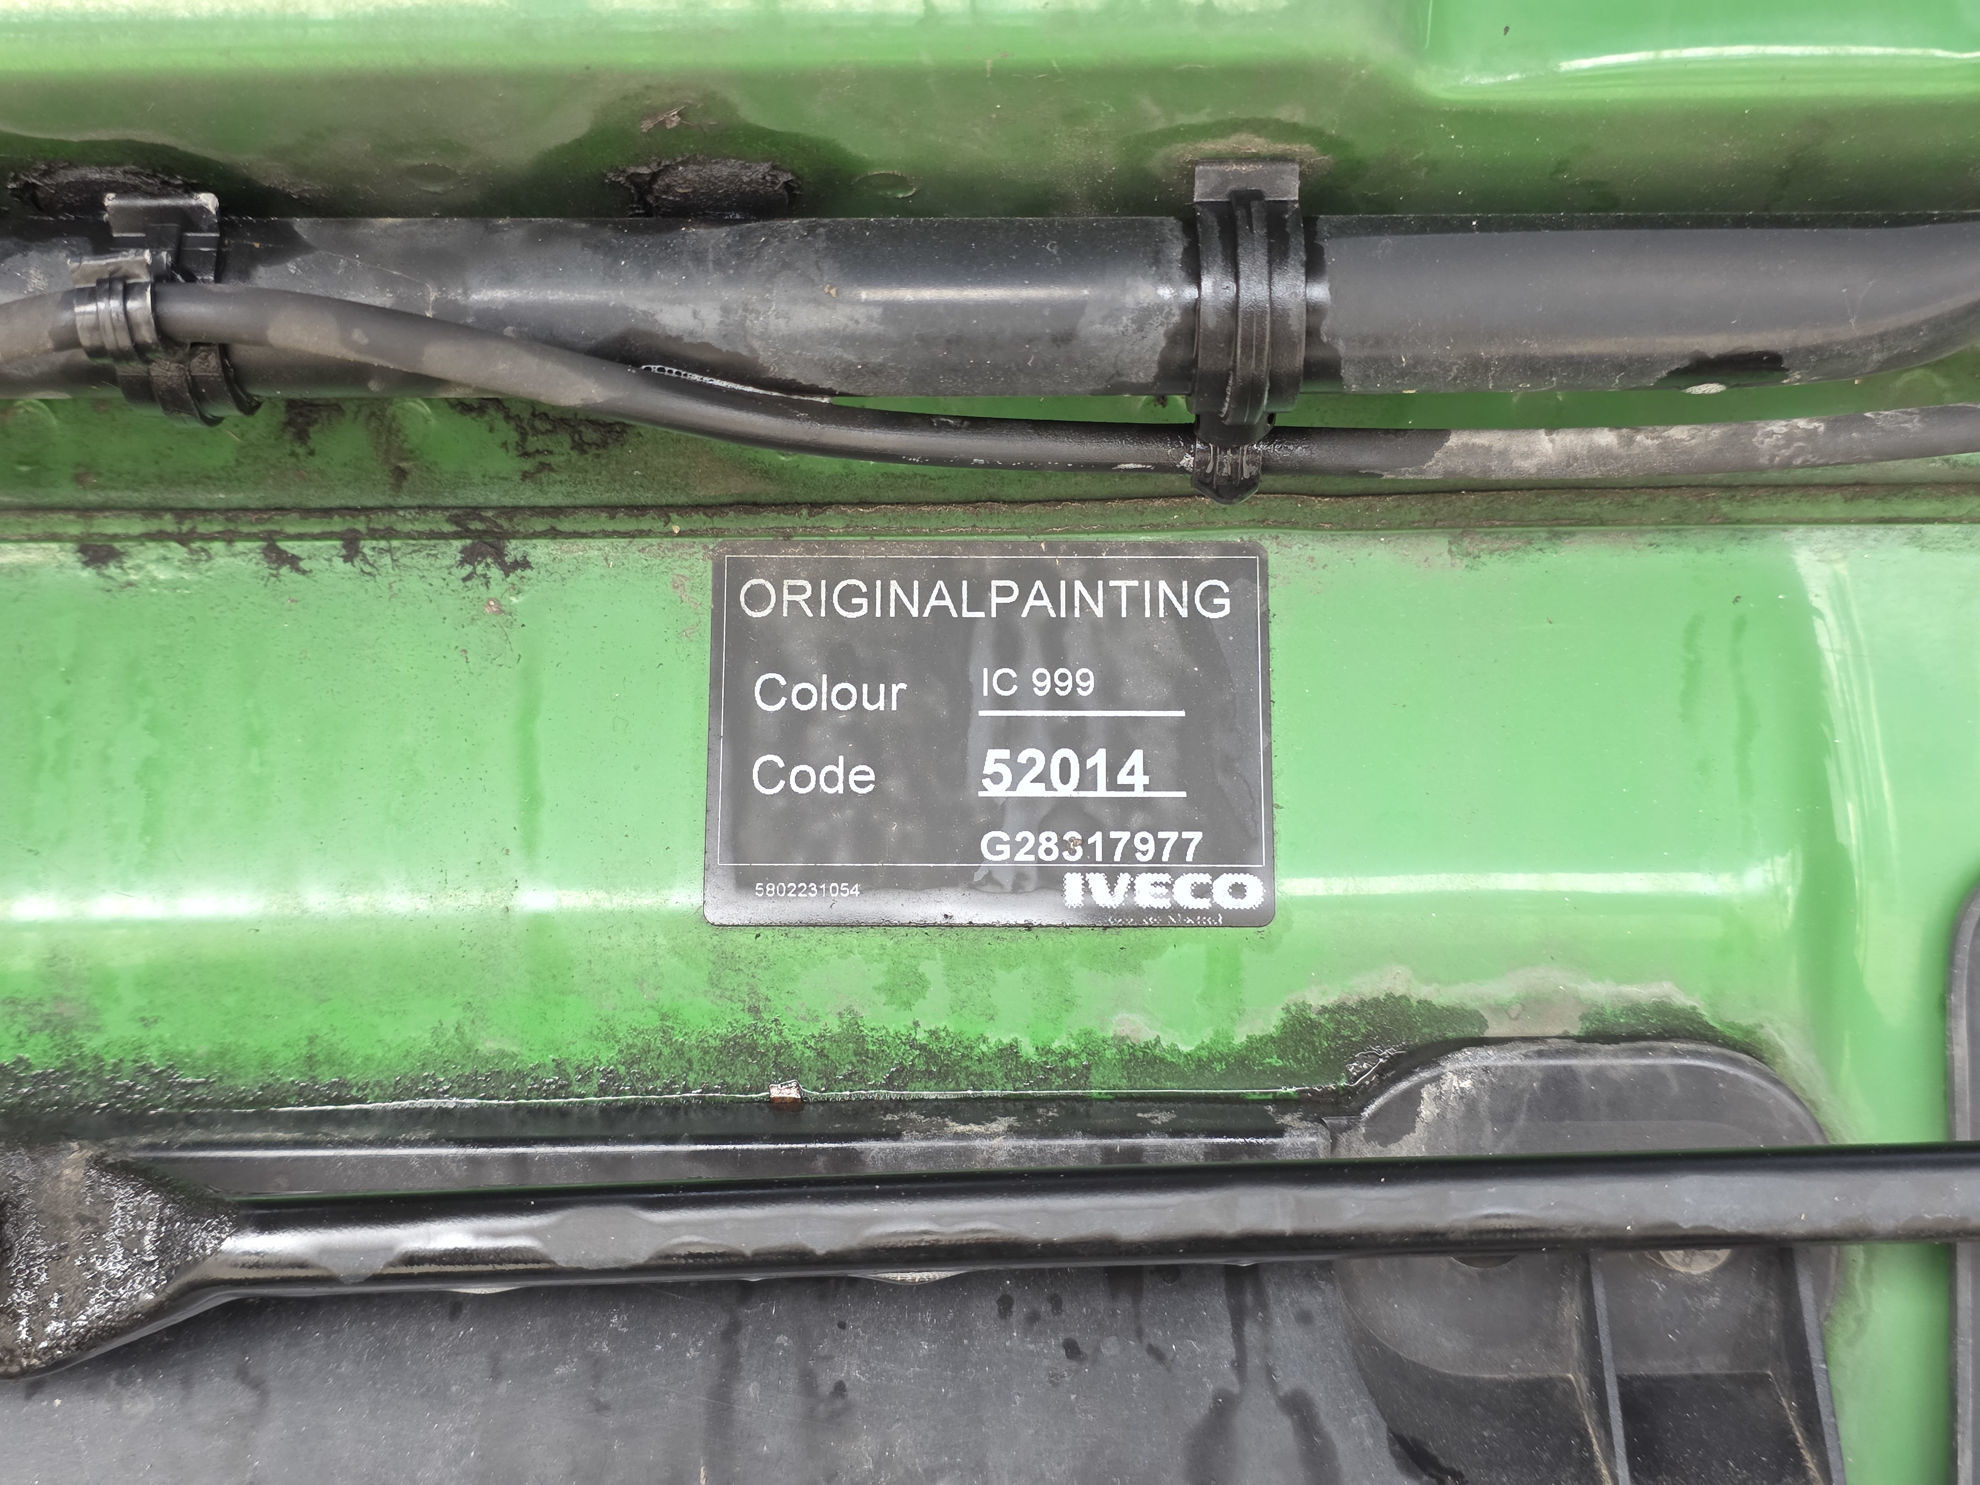 ORIGINALPAINTING
Colour IC 999
Code 52014
G28317977
5802231054 IVECO